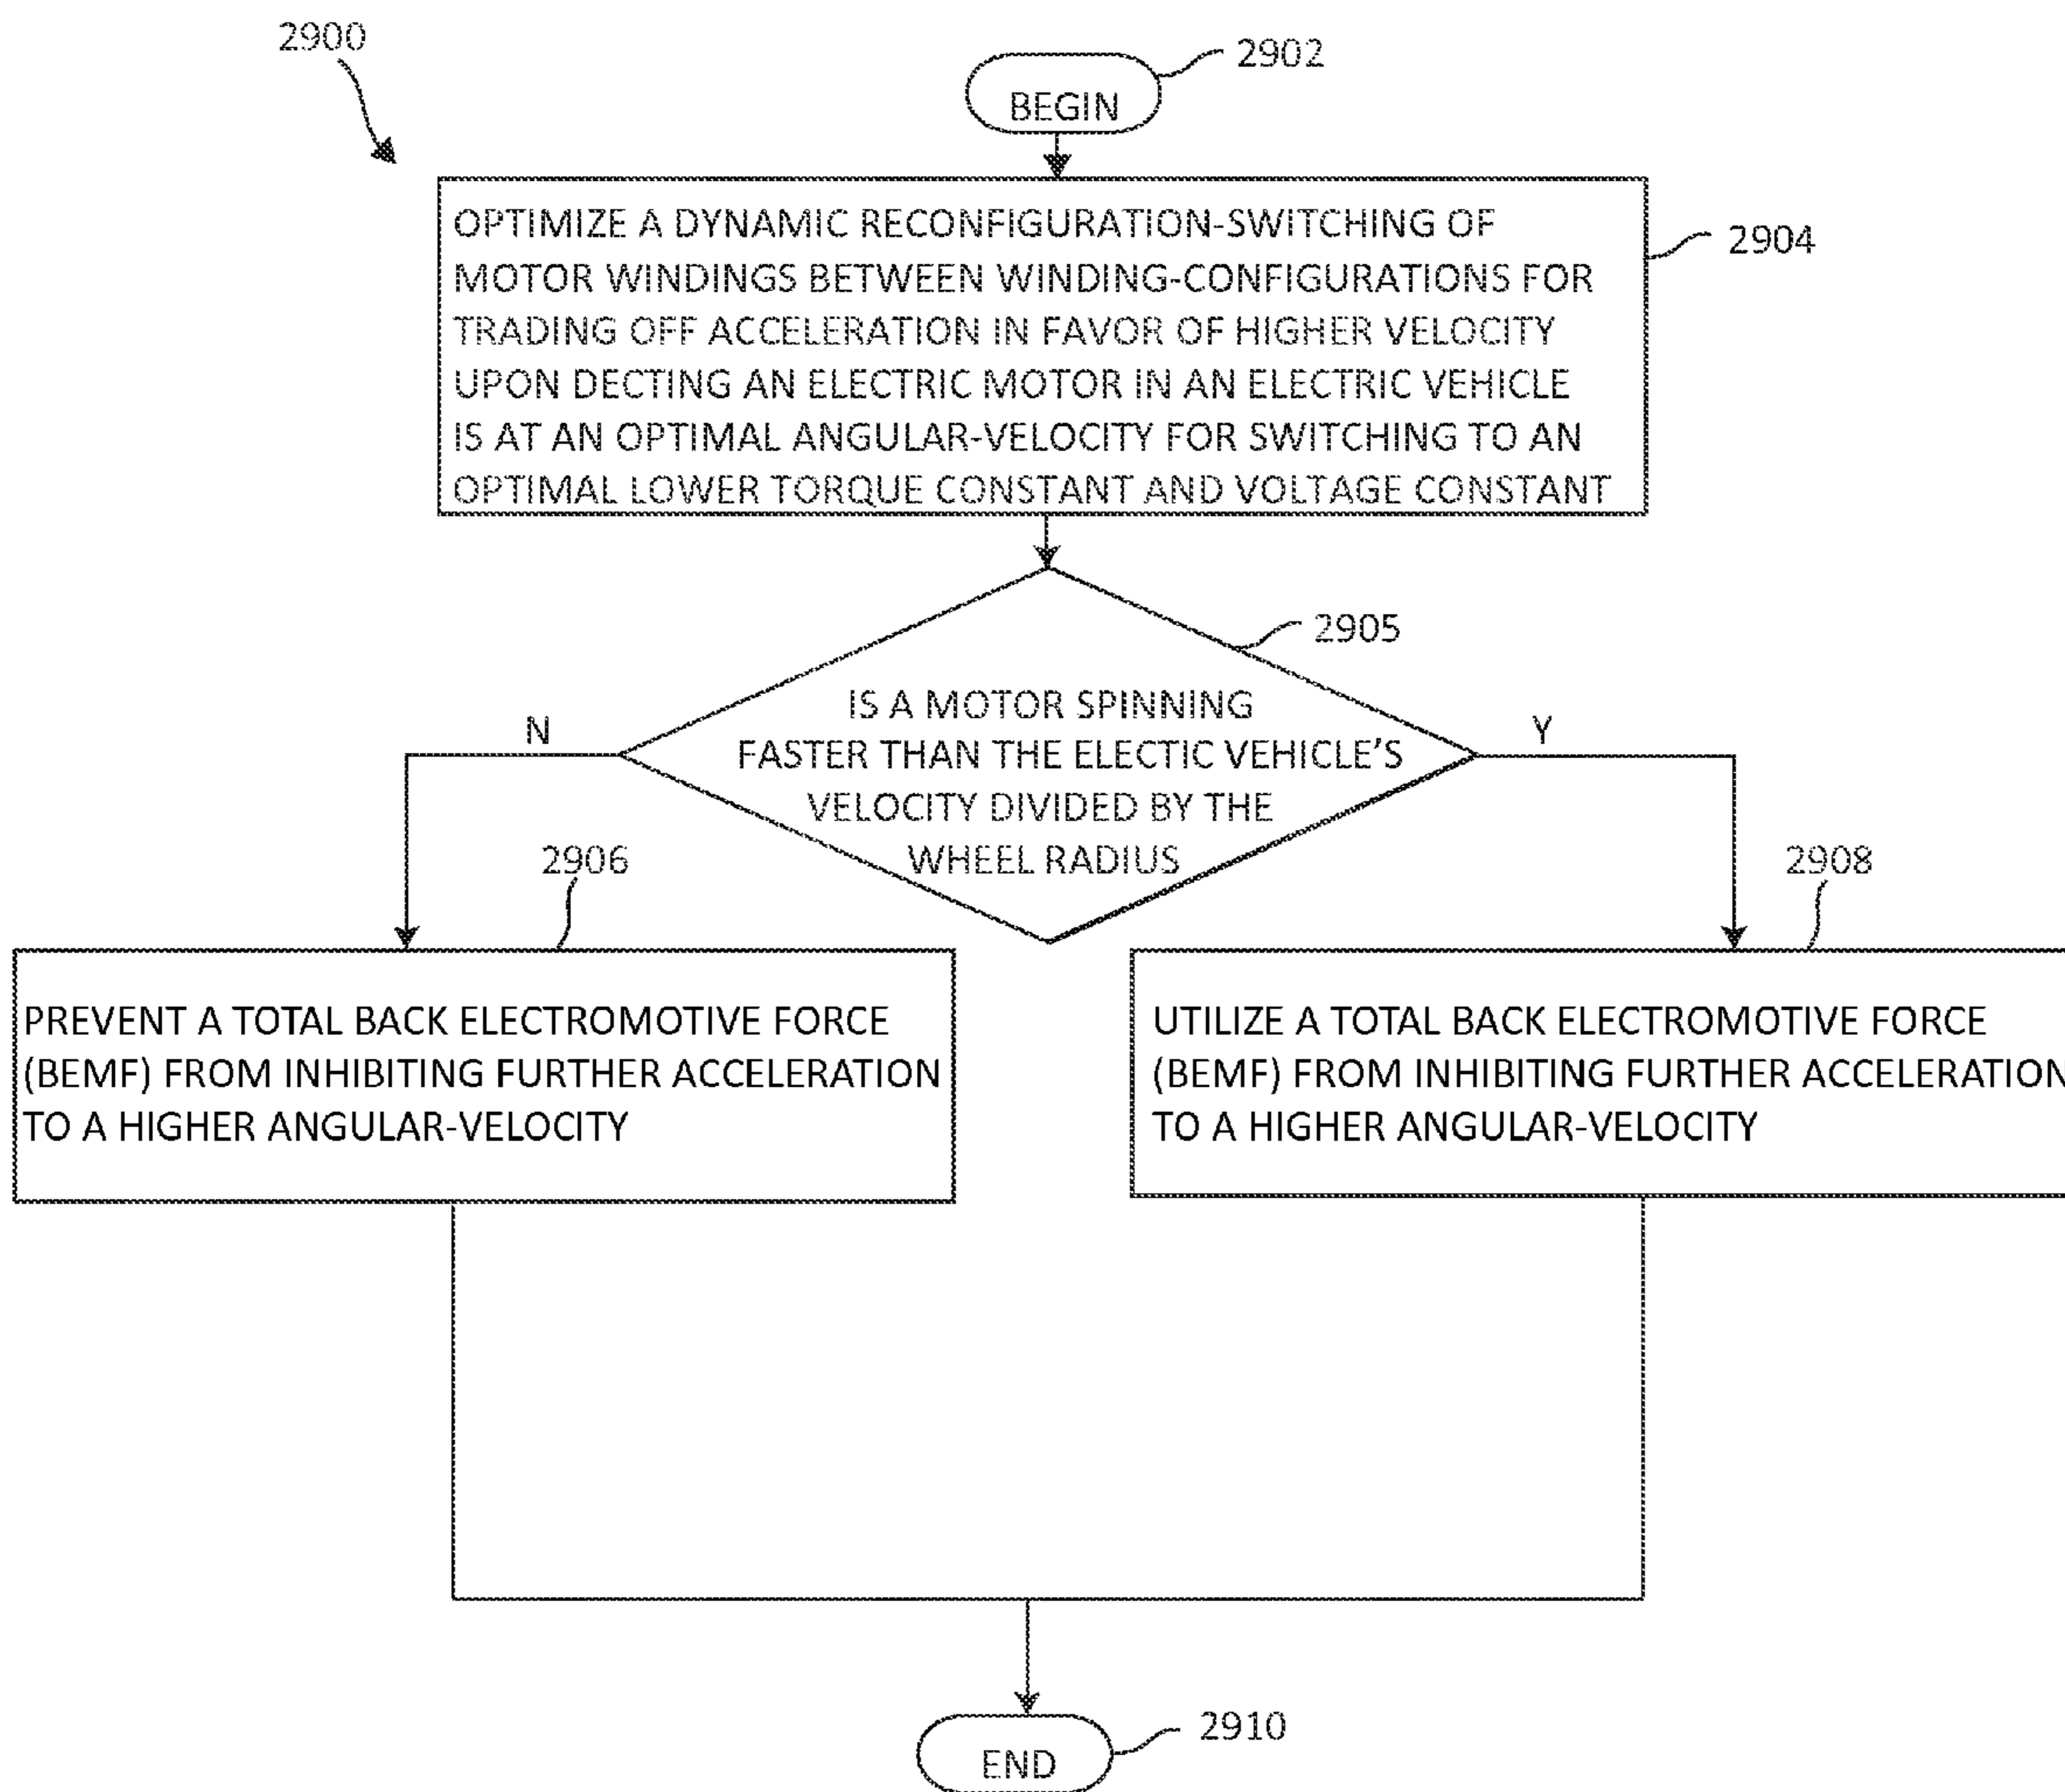 2900
2902
BEGIN
OPTIMIZE A DYNAMIC RECONFIGURATION-SWITCHING OF
MOTOR WINDINGS BETWEEN WINDING-CONFIGURATIONS FOR
TRADING OFF ACCELERATION IN FAVOR OF HIGHER VELOCITY
UPON DECTING AN ELECTRIC MOTOR IN AN ELECTRIC VEHICLE
IS AT AN OPTIMAL ANGULAR-VELOCITY FOR SWITCHING TO AN
OPTIMAL LOWER TORQUE CONSTANT AND VOLTAGE CONSTANT
2904
2905
IS A MOTOR SPINNING
FASTER THAN THE ELECTIC VEHICLE'S
VELOCITY DIVIDED BY THE
WHEEL RADIUS
N
Y
2906
2908
PREVENT A TOTAL BACK ELECTROMOTIVE FORCE
(BEMF) FROM INHIBITING FURTHER ACCELERATION
TO A HIGHER ANGULAR-VELOCITY
UTILIZE A TOTAL BACK ELECTROMOTIVE FORCE
(BEMF) FROM INHIBITING FURTHER ACCELERATION
TO A HIGHER ANGULAR-VELOCITY
2910
END